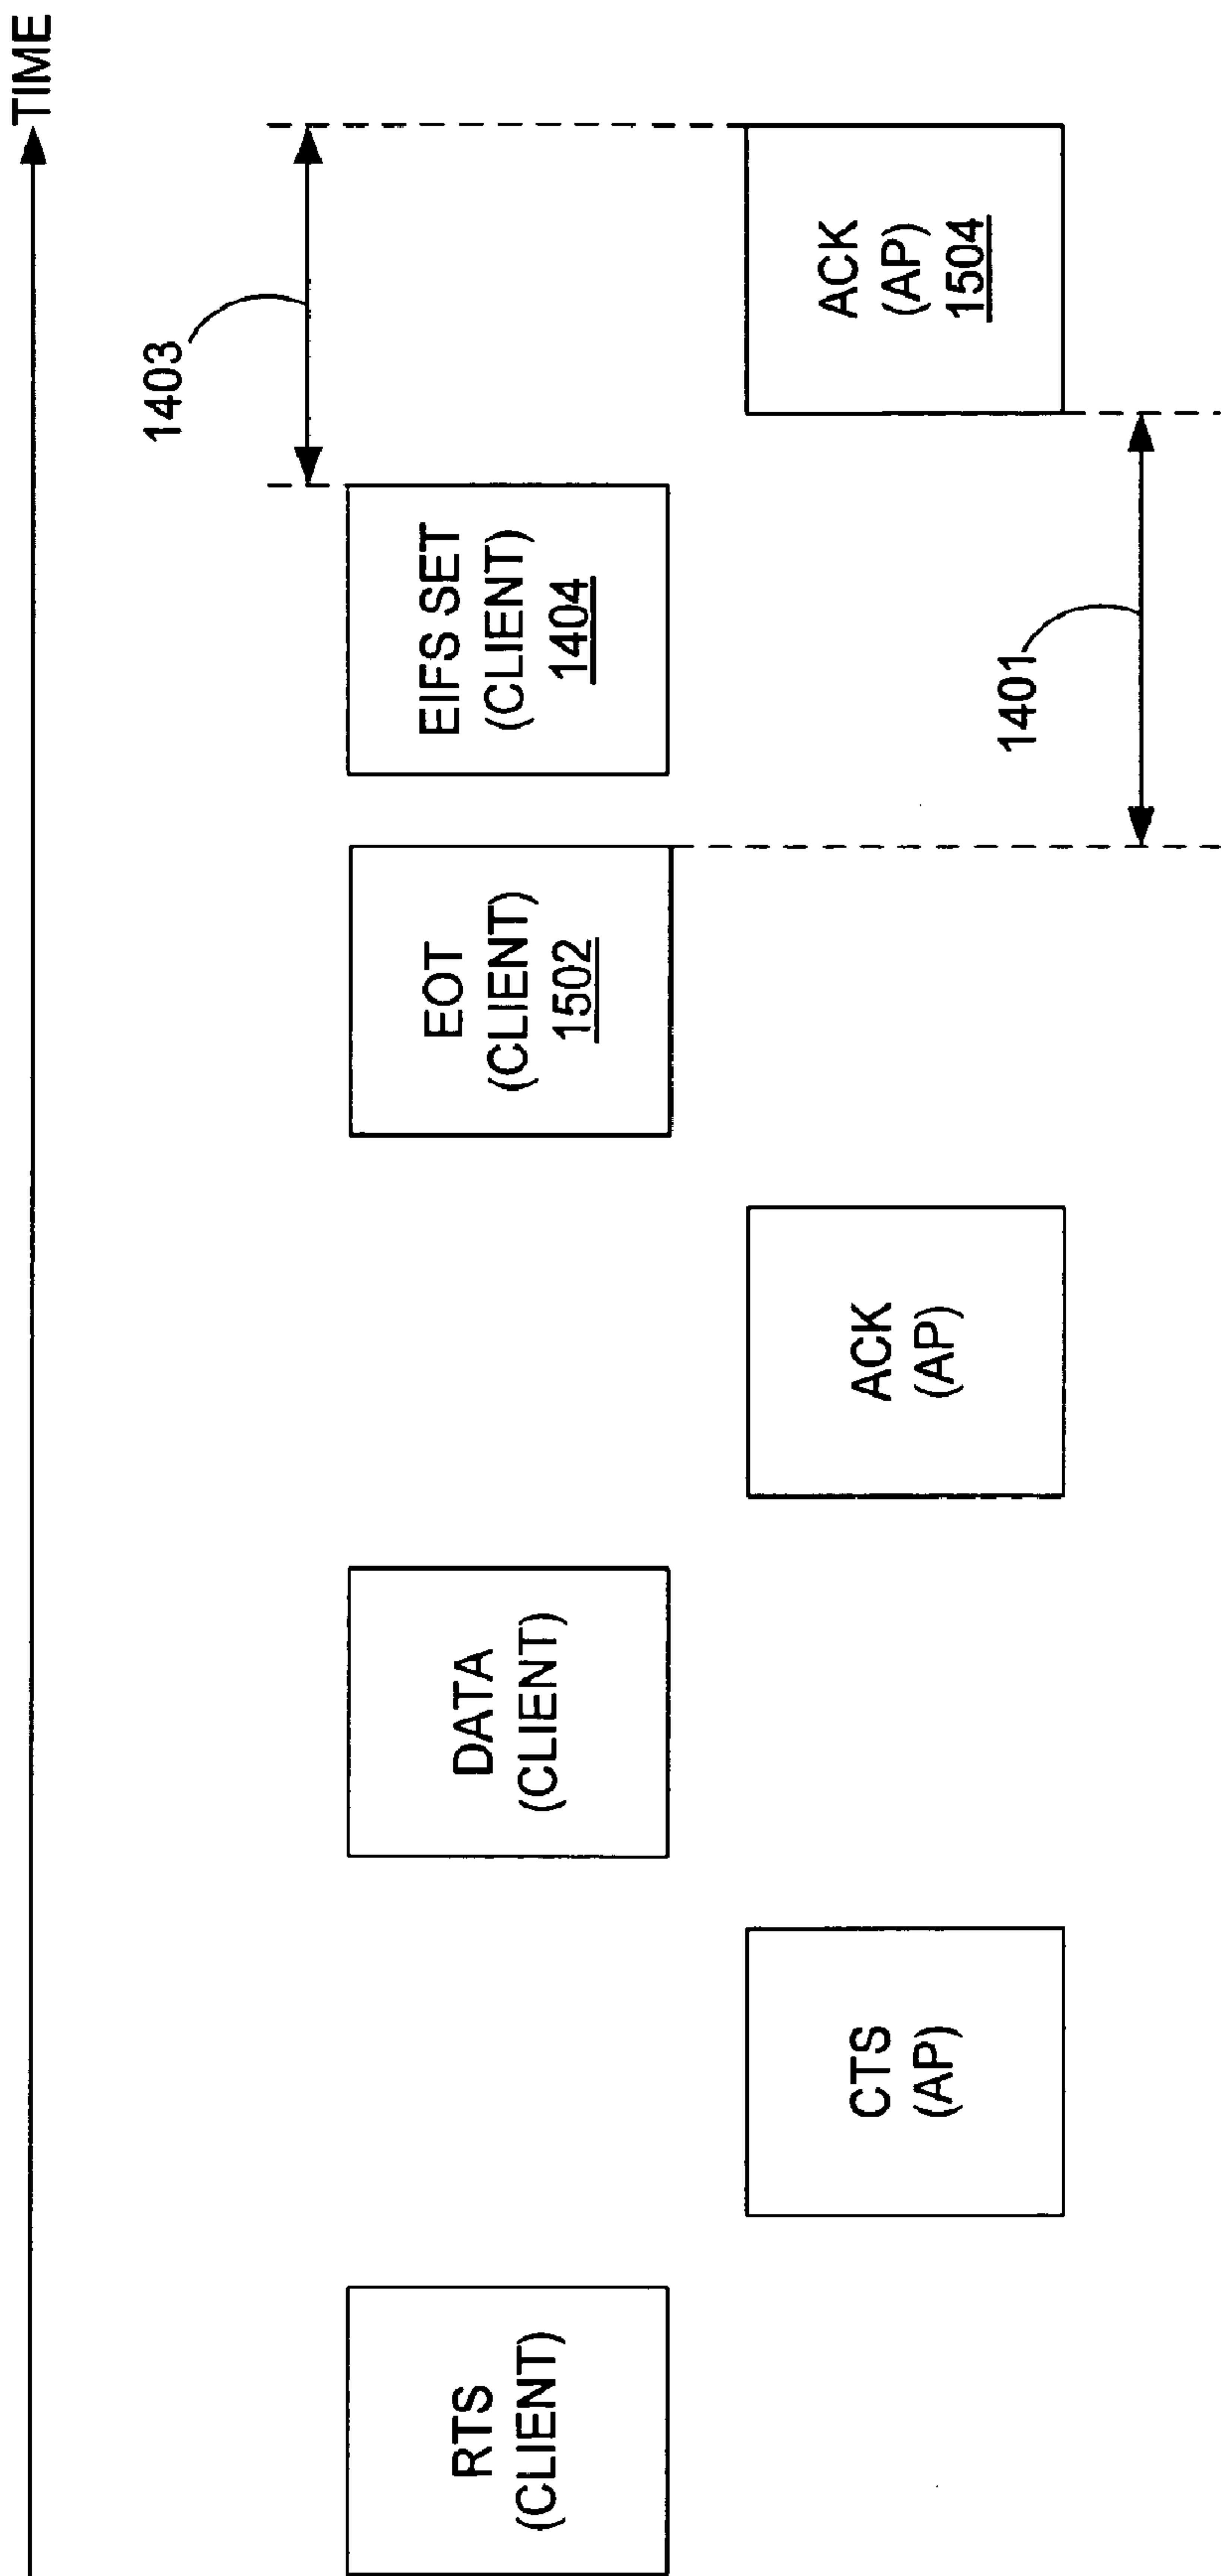 TIME
1403
RTS
(CLIENT)
CTS
(AP)
DATA
(CLIENT)
ACK
(AP)
EOT
(CLIENT)
1502
EIFS SET
(CLIENT)
1404
ACK
(AP)
1504
1401